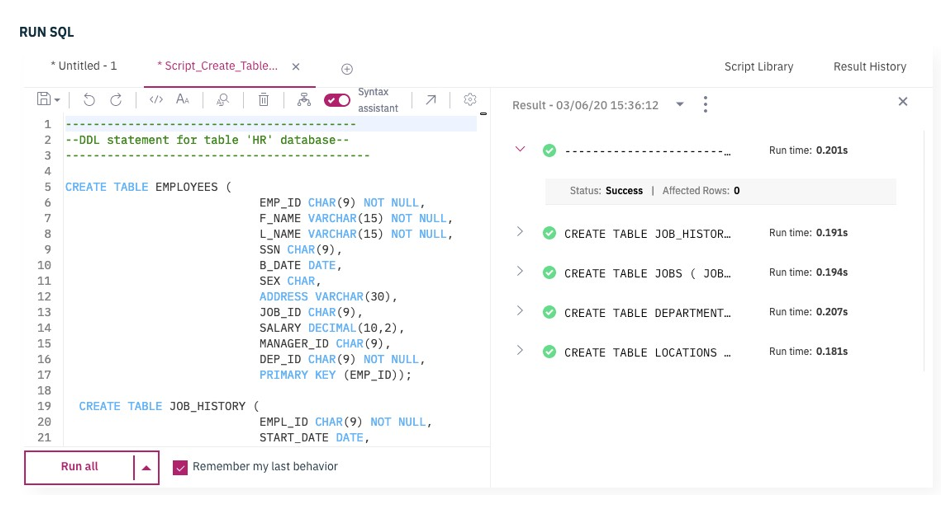 RUN SQL
* Untitled - 1
* Script_Create_Table...
Script Library
Result History
Syntax
assistant
1 ------------------------------------------
2 --DDL statement for table 'HR' database--
3 --------------------------------------------
4
5 CREATE TABLE EMPLOYEES (
6 EMP_ID CHAR(9) NOT NULL,
7 F_NAME VARCHAR(15) NOT NULL,
8 L_NAME VARCHAR(15) NOT NULL,
9 SSN CHAR(9),
10 B_DATE DATE,
11 SEX CHAR,
12 ADDRESS VARCHAR(30),
13 JOB_ID CHAR(9),
14 SALARY DECIMAL(10,2),
15 MANAGER_ID CHAR(9),
16 DEP_ID CHAR(9) NOT NULL,
17 PRIMARY KEY (EMP_ID));
18
19 CREATE TABLE JOB_HISTORY (
20 EMPL_ID CHAR(9) NOT NULL,
21 START_DATE DATE,
Run all
Remember my last behavior
Result - 03/06/20 15:36:12
-----------------------… Run time: 0.201s
Status: Success | Affected Rows: 0
CREATE TABLE JOB_HISTOR… Run time: 0.191s
CREATE TABLE JOBS ( JOB… Run time: 0.194s
CREATE TABLE DEPARTMENT… Run time: 0.207s
CREATE TABLE LOCATIONS … Run time: 0.181s